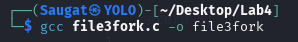 ┌──(Saugat㉿YOLO)-[~/Desktop/Lab4]
└─$ gcc file3fork.c -o file3fork